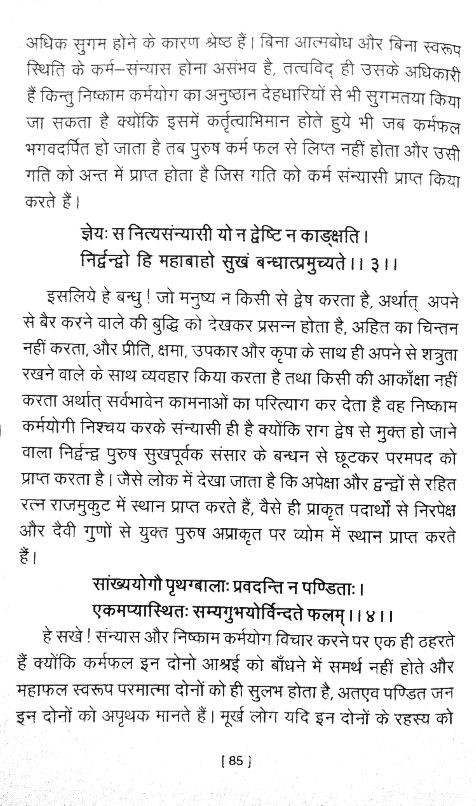 अधिक सुगम होने के कारण श्रेष्ठ हैं। बिना आत्मबोध और बिना स्वरूप
स्थिति के कर्म–संन्यास होना असंभव है, तत्वविद् ही उसके अधिकारी
हैं किन्तु निष्काम कर्मयोग का अनुष्ठान देहधारियों से भी सुगमतया किया
जा सकता है क्योंकि इसमें कर्तृत्वाभिमान होते हुये भी जब कर्मफल
भगवदर्पित हो जाता है तब पुरुष कर्म फल से लिप्त नहीं होता और उसी
गति को अन्त में प्राप्त होता है जिस गति को कर्म संन्यासी प्राप्त किया
करते हैं।
ज्ञेयः स नित्यसंन्यासी यो न द्वेष्टि न काङ्क्षति।
निर्द्वन्द्वो हि महाबाहो सुखं बन्धात्प्रमुच्यते।। ३।।
इसलिये हे बन्धु ! जो मनुष्य न किसी से द्वेष करता है, अर्थात् अपने
से बैर करने वाले की बुद्धि को देखकर प्रसन्न होता है, अहित का चिन्तन
नहीं करता, और प्रीति, क्षमा, उपकार और कृपा के साथ ही अपने से शत्रुता
रखने वाले के साथ व्यवहार किया करता है तथा किसी की आकाँक्षा नहीं
करता अर्थात् सर्वभावेन कामनाओं का परित्याग कर देता है वह निष्काम
कर्मयोगी निश्चय करके संन्यासी ही है क्योंकि राग द्वेष से मुक्त हो जाने
वाला निर्द्वन्द्व पुरुष सुखपूर्वक संसार के बन्धन से छूटकर परमपद को
प्राप्त करता है। जैसे लोक में देखा जाता है कि अपेक्षा और द्वन्द्वों से रहित
रत्न राजमुकुट में स्थान प्राप्त करते हैं, वैसे ही प्राकृत पदार्थों से निरपेक्ष
और दैवी गुणों से युक्त पुरुष अप्राकृत पर व्योम में स्थान प्राप्त करते
हैं।
सांख्ययोगौ पृथग्बालाः प्रवदन्ति न पण्डिताः।
एकमप्यास्थितः सम्यगुभयोर्विन्दते फलम्।।४।।
हे सखे ! संन्यास और निष्काम कर्मयोग विचार करने पर एक ही ठहरते
हैं क्योंकि कर्मफल इन दोनो आश्रई को बाँधने में समर्थ नहीं होते और
महाफल स्वरूप परमात्मा दोनों को ही सुलभ होता है, अतएव पण्डित जन
इन दोनों को अपृथक मानते हैं। मूर्ख लोग यदि इन दोनों के रहस्य को
[ 85 ]